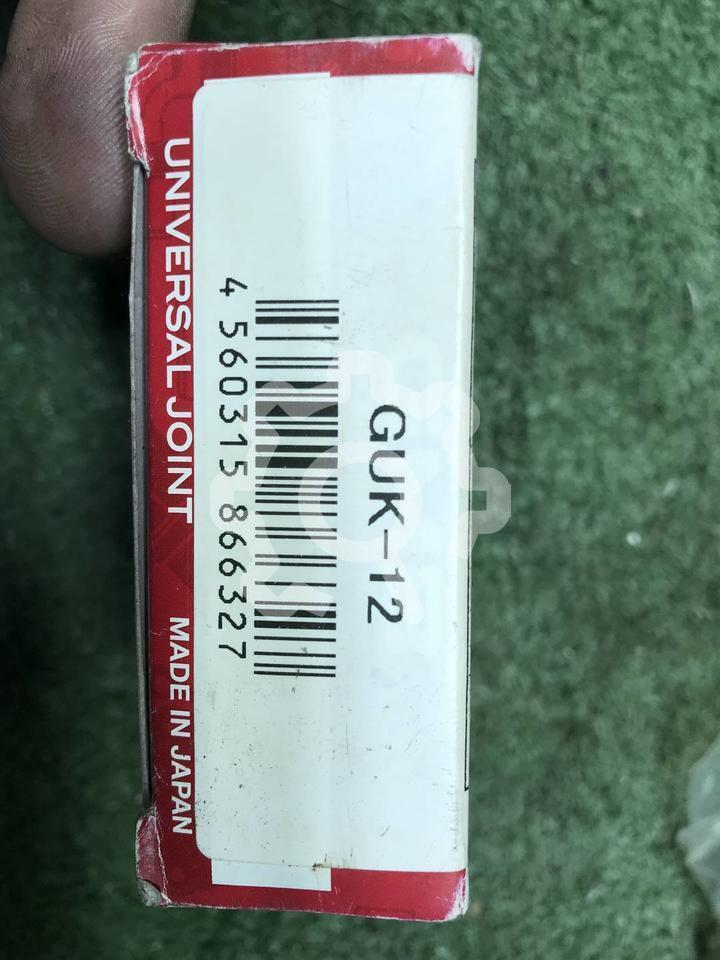 GUK-12
4 560315 866327
UNIVERSAL JOINT MADE IN JAPAN